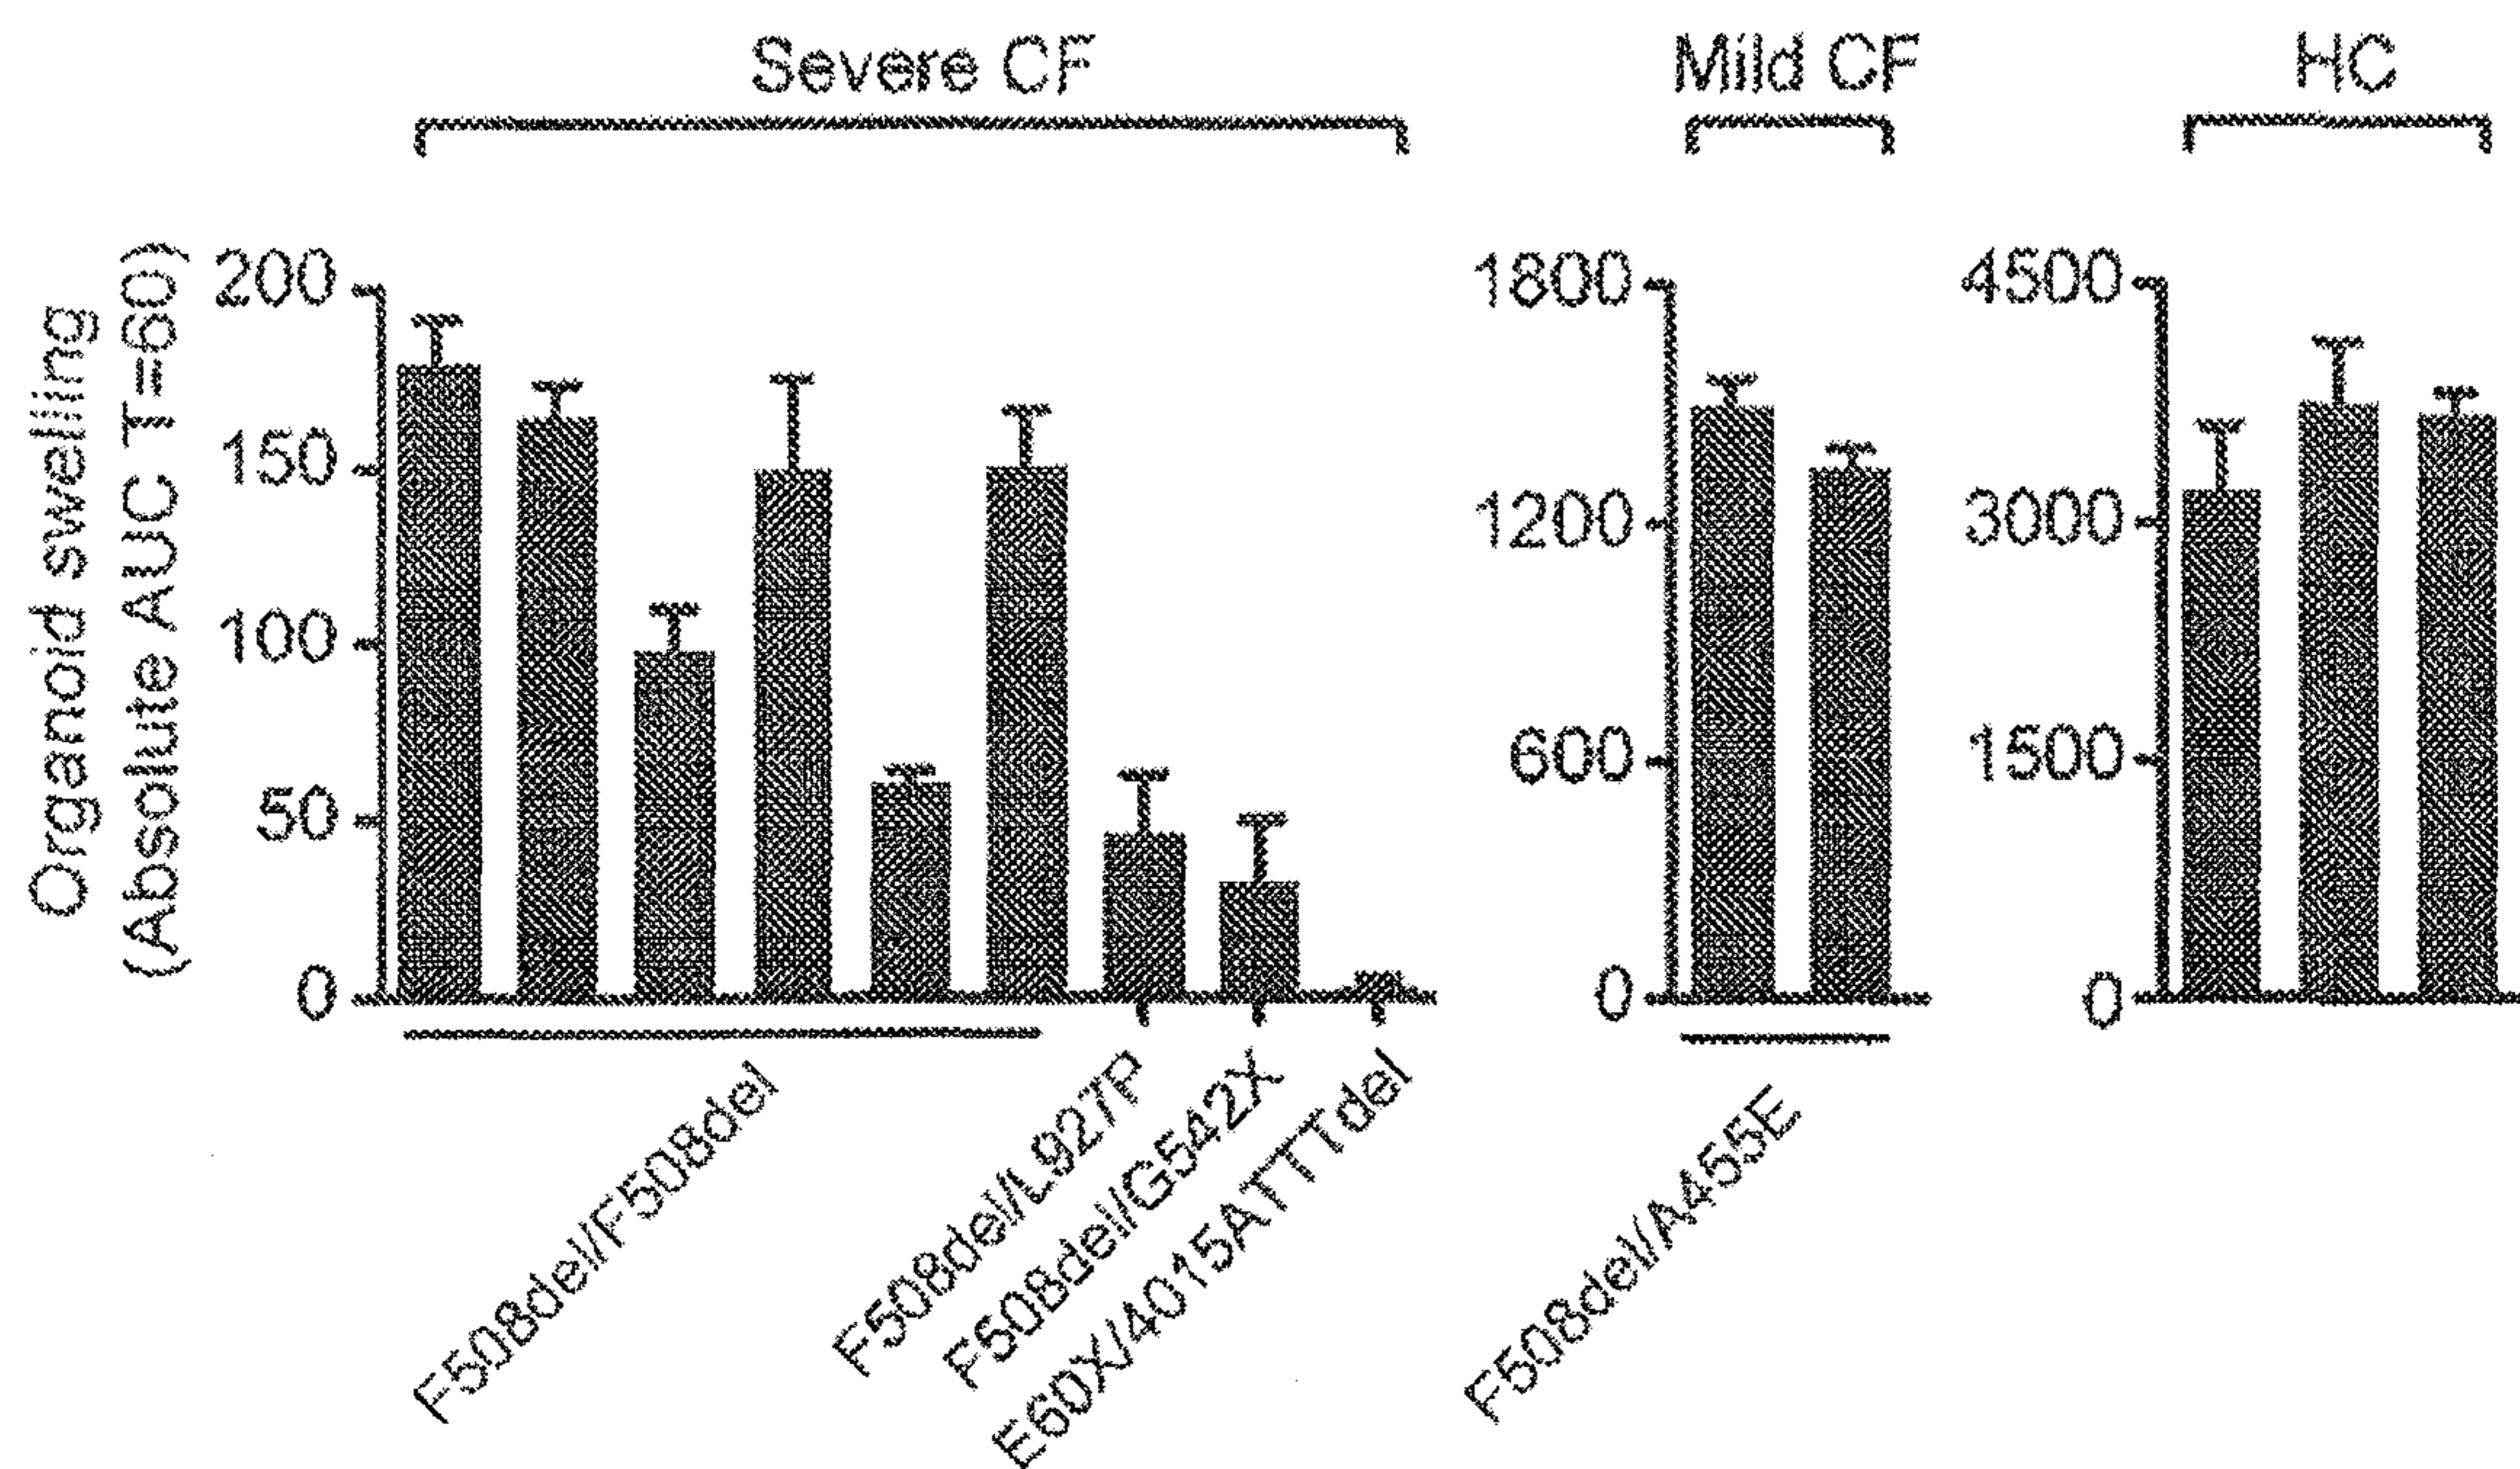 Severe CF
Mild CF
HC
Organoid swelling
(Absolute AUC T=60)
200
150
100
50
0
1800
1200
600
0
4500
3000
1500
0
F508del/F508del
F508del/L927P
F508del/G542X
E60X/4015ATTTdel
F508del/A455E